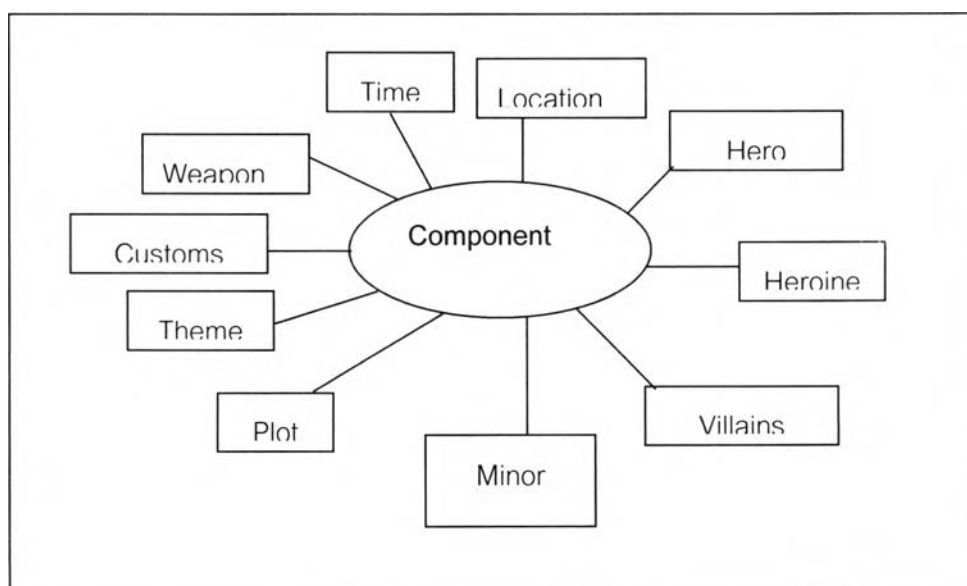 Time
Location
Hero
Weapon
Component
Customs
Heroine
Theme
Plot
Villains
Minor